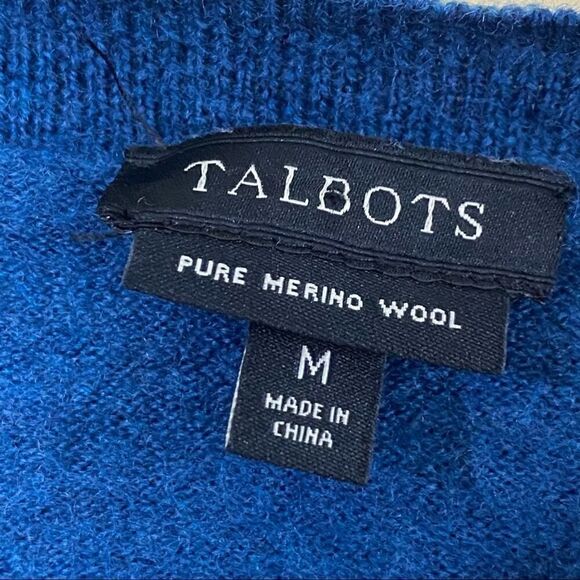 TALBOTS
PURE MERINO WOOL
M
MADE IN
CHINA